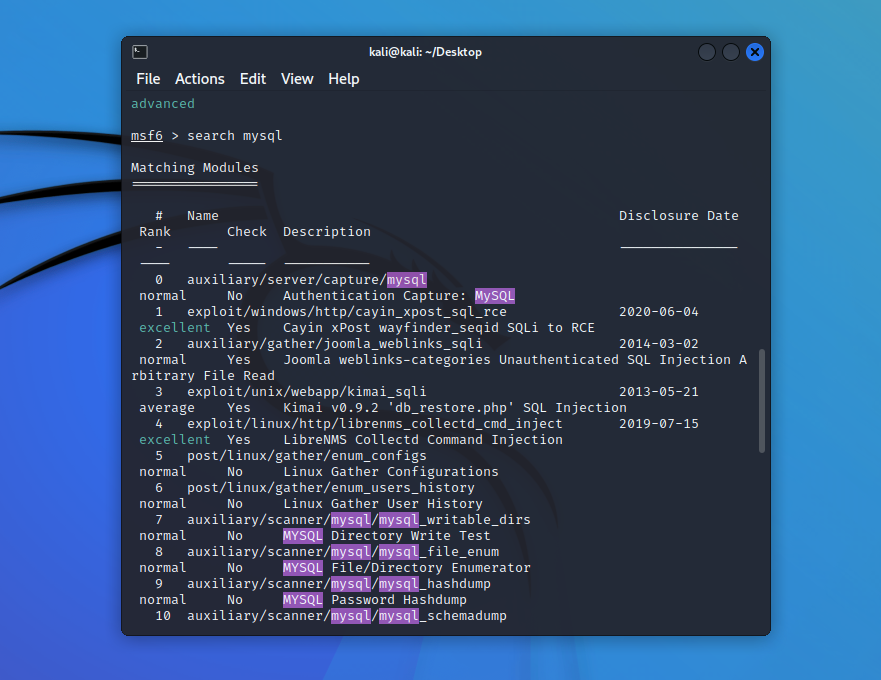 kali@kali: ~/Desktop
File Actions Edit View Help
advanced
msf6 > search mysql
Matching Modules
================
# Name Disclosure Date
Rank Check Description
- ---- ---------------
---- ----- -----------
0 auxiliary/server/capture/mysql
normal No Authentication Capture: MySQL
1 exploit/windows/http/cayin_xpost_sql_rce 2020-06-04
excellent Yes Cayin xPost wayfinder_seqid SQLi to RCE
2 auxiliary/gather/joomla_weblinks_sqli 2014-03-02
normal Yes Joomla weblinks-categories Unauthenticated SQL Injection A
rbitrary File Read
3 exploit/unix/webapp/kimai_sqli 2013-05-21
average Yes Kimai v0.9.2 'db_restore.php' SQL Injection
4 exploit/linux/http/librenms_collectd_cmd_inject 2019-07-15
excellent Yes LibreNMS Collectd Command Injection
5 post/linux/gather/enum_configs
normal No Linux Gather Configurations
6 post/linux/gather/enum_users_history
normal No Linux Gather User History
7 auxiliary/scanner/mysql/mysql_writable_dirs
normal No MYSQL Directory Write Test
8 auxiliary/scanner/mysql/mysql_file_enum
normal No MYSQL File/Directory Enumerator
9 auxiliary/scanner/mysql/mysql_hashdump
normal No MYSQL Password Hashdump
10 auxiliary/scanner/mysql/mysql_schemadump